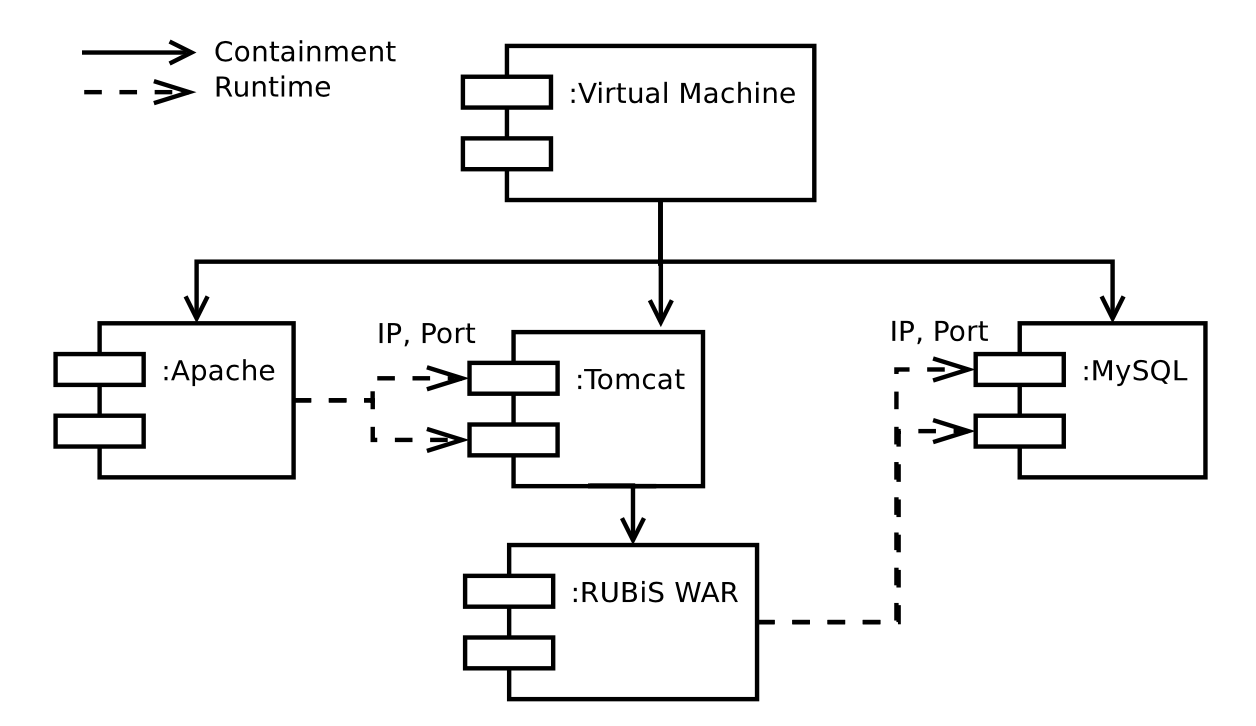 Containment
Runtime
:Virtual Machine
IP, Port
IP, Port
:Apache
:Tomcat
:MySQL
:RUBiS WAR